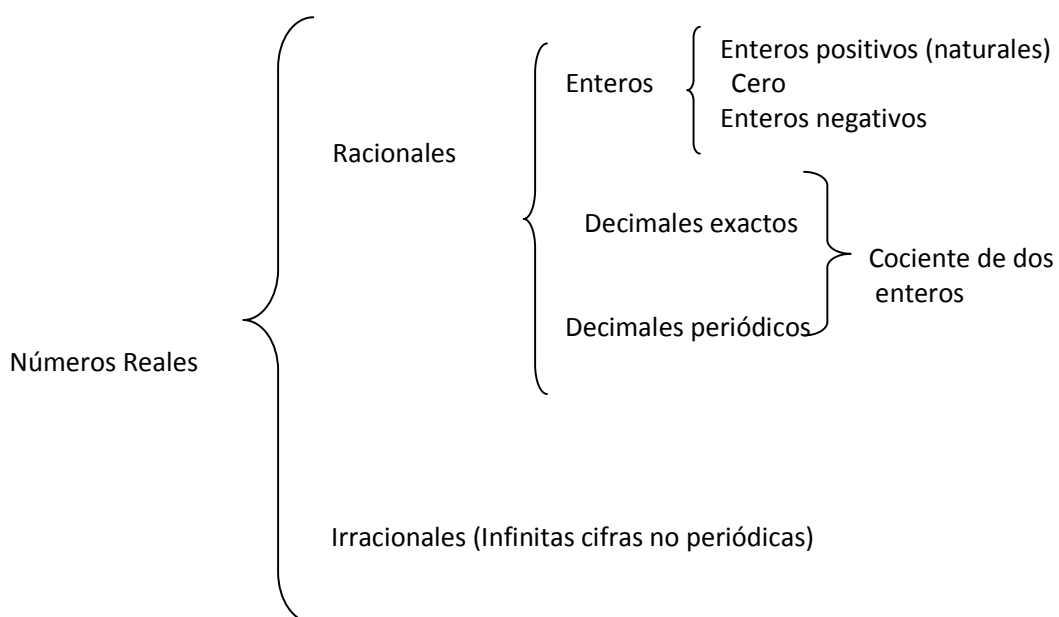 Enteros positivos (naturales)
Enteros
Cero
Enteros negativos
Racionales
Decimales exactos
Cociente de dos
enteros
Decimales periódicos
Números Reales
Irracionales (Infinitas cifras no periódicas)